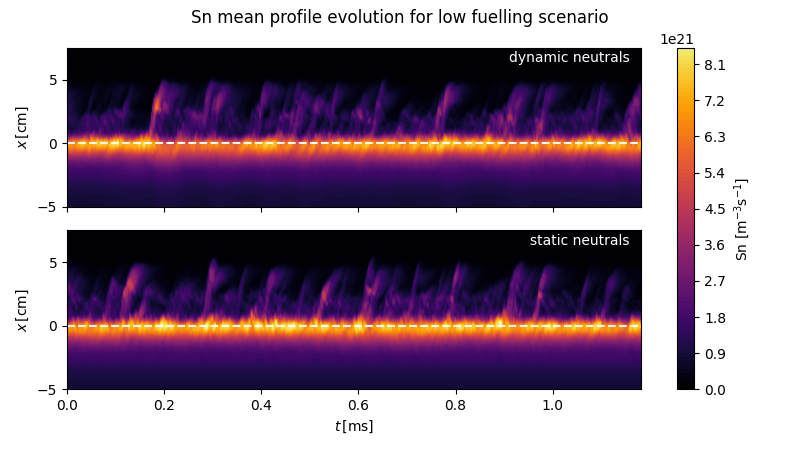 Sn mean profile evolution for low fuelling scenario
1e21
dynamic neutrals
5
0
−5
x [cm]
static neutrals
5
0
−5
x [cm]
0.0 0.2 0.4 0.6 0.8 1.0
t [ms]
8.1
7.2
6.3
5.4
4.5
3.6
2.7
1.8
0.9
0.0
Sn [m⁻³s⁻¹]